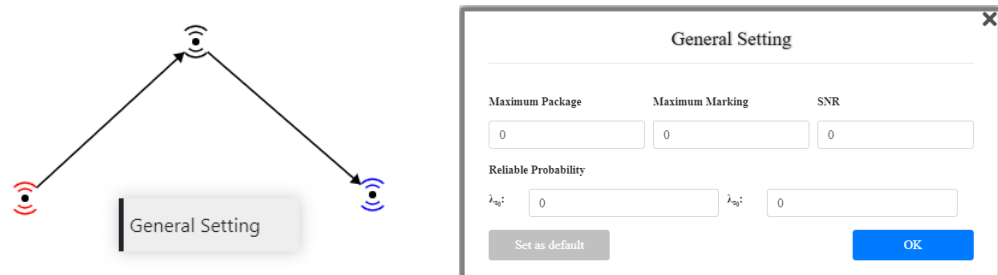 General Setting
General Setting
Maximum Package Maximum Marking SNR
0 0 0
Reliable Probability
0 0
Set as default OK